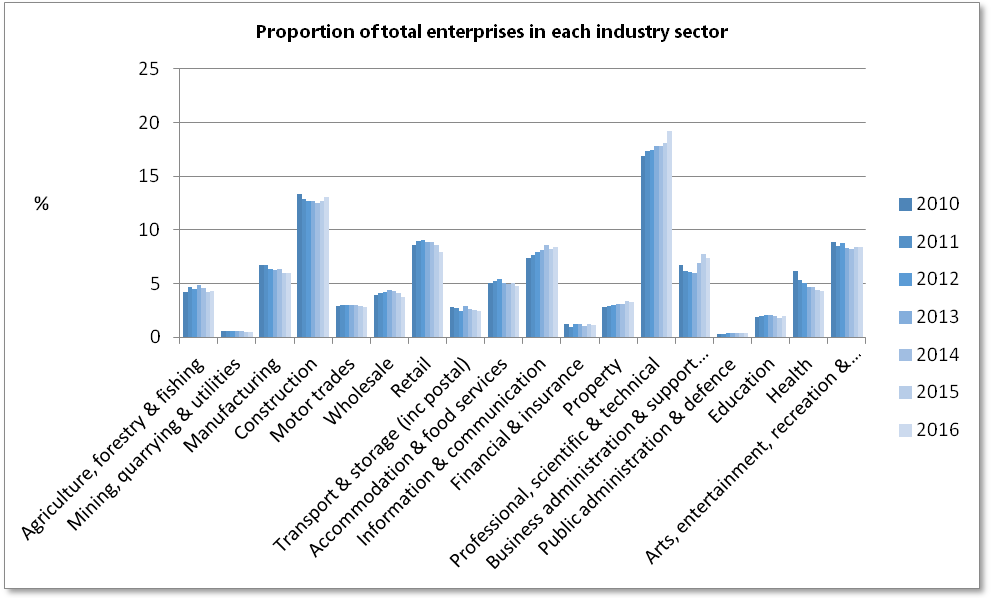 Proportion of total enterprises in each industry sector
25
20
15
10
5
0
%
2010
2011
2012
2013
2014
2015
2016
Agriculture, forestry & fishing
Mining, quarrying & utilities
Manufacturing
Construction
Motor trades
Wholesale
Retail
Transport & storage (inc postal)
Accommodation & food services
Information & communication
Financial & insurance
Property
Professional, scientific & technical
Business administration & support...
Public administration & defence
Education
Health
Arts, entertainment, recreation &...